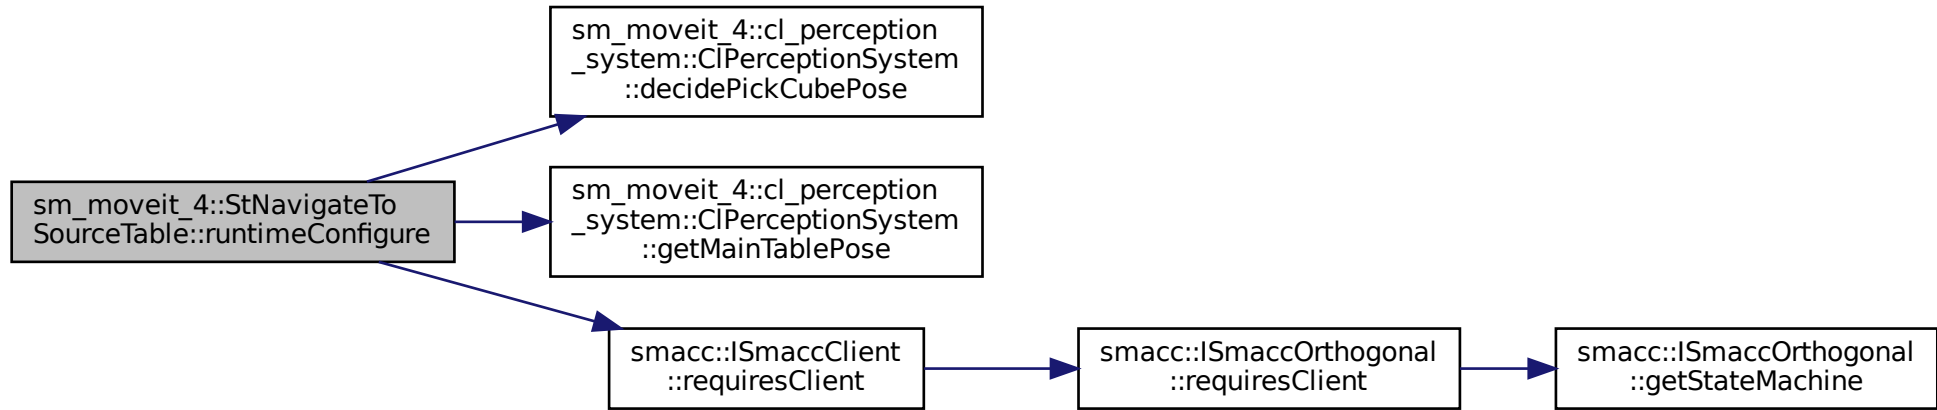 sm_moveit_4::cl_perception
_system::ClPerceptionSystem
::decidePickCubePose
sm_moveit_4::StNavigateTo
SourceTable::runtimeConfigure
sm_moveit_4::cl_perception
_system::ClPerceptionSystem
::getMainTablePose
smacc::ISmaccClient
::requiresClient
smacc::ISmaccOrthogonal
::requiresClient
smacc::ISmaccOrthogonal
::getStateMachine